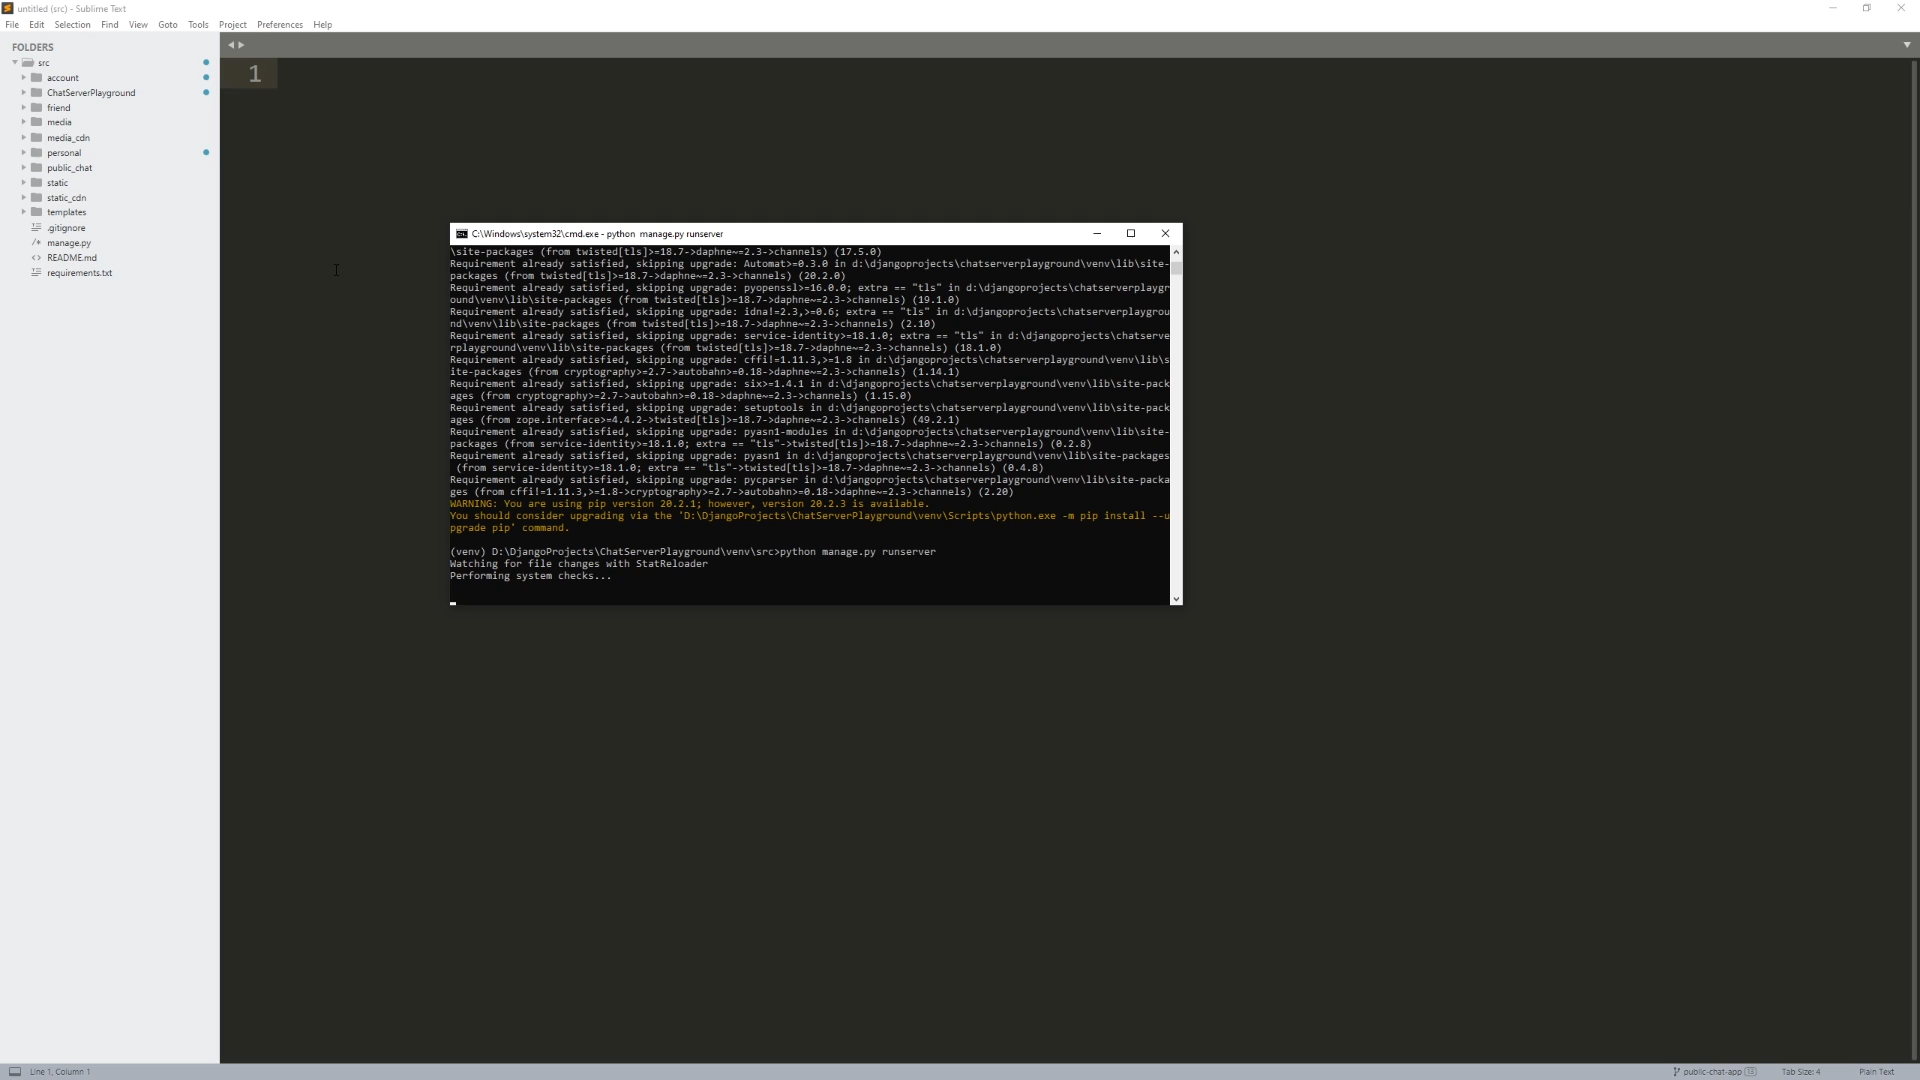 untitled (src) - Sublime Text
File Edit Selection Find View Goto Tools Project Preferences Help
FOLDERS
src
account
ChatServerPlayground
friend
media
media_cdn
personal
public_chat
static
static_cdn
templates
.gitignore
manage.py
README.md
requirements.txt
1
C:\Windows\system32\cmd.exe - python  manage.py runserver
\site-packages (from twisted[tls]>=18.7->daphne~=2.3->channels) (17.5.0)
Requirement already satisfied, skipping upgrade: Automat>=0.3.0 in d:\djangoprojects\chatserverplayground\venv\lib\site-
packages (from twisted[tls]>=18.7->daphne~=2.3->channels) (20.2.0)
Requirement already satisfied, skipping upgrade: pyopenssl>=16.0.0; extra == "tls" in d:\djangoprojects\chatserverplaygr
ound\venv\lib\site-packages (from twisted[tls]>=18.7->daphne~=2.3->channels) (19.1.0)
Requirement already satisfied, skipping upgrade: idna!=2.3,>=0.6; extra == "tls" in d:\djangoprojects\chatserverplaygrou
nd\venv\lib\site-packages (from twisted[tls]>=18.7->daphne~=2.3->channels) (2.10)
Requirement already satisfied, skipping upgrade: service-identity>=18.1.0; extra == "tls" in d:\djangoprojects\chatserve
rplayground\venv\lib\site-packages (from twisted[tls]>=18.7->daphne~=2.3->channels) (18.1.0)
Requirement already satisfied, skipping upgrade: cffi!=1.11.3,>=1.8 in d:\djangoprojects\chatserverplayground\venv\lib\s
ite-packages (from cryptography>=2.7->autobahn>=0.18->daphne~=2.3->channels) (1.14.1)
Requirement already satisfied, skipping upgrade: six>=1.4.1 in d:\djangoprojects\chatserverplayground\venv\lib\site-pack
ages (from cryptography>=2.7->autobahn>=0.18->daphne~=2.3->channels) (1.15.0)
Requirement already satisfied, skipping upgrade: setuptools in d:\djangoprojects\chatserverplayground\venv\lib\site-pack
ages (from zope.interface>=4.4.2->twisted[tls]>=18.7->daphne~=2.3->channels) (49.2.1)
Requirement already satisfied, skipping upgrade: pyasn1-modules in d:\djangoprojects\chatserverplayground\venv\lib\site-
packages (from service-identity>=18.1.0; extra == "tls"->twisted[tls]>=18.7->daphne~=2.3->channels) (0.2.8)
Requirement already satisfied, skipping upgrade: pyasn1 in d:\djangoprojects\chatserverplayground\venv\lib\site-packages
(from service-identity>=18.1.0; extra == "tls"->twisted[tls]>=18.7->daphne~=2.3->channels) (0.4.8)
Requirement already satisfied, skipping upgrade: pycparser in d:\djangoprojects\chatserverplayground\venv\lib\site-packa
ges (from cffi!=1.11.3,>=1.8->cryptography>=2.7->autobahn>=0.18->daphne~=2.3->channels) (2.20)
WARNING: You are using pip version 20.2.1; however, version 20.2.3 is available.
You should consider upgrading via the 'D:\DjangoProjects\ChatServerPlayground\venv\Scripts\python.exe -m pip install --u
pgrade pip' command.
(venv) D:\DjangoProjects\ChatServerPlayground\venv\src>python manage.py runserver
Watching for file changes with StatReloader
Performing system checks...
Line 1, Column 1
public-chat-app 13
Tab Size: 4
Plain Text